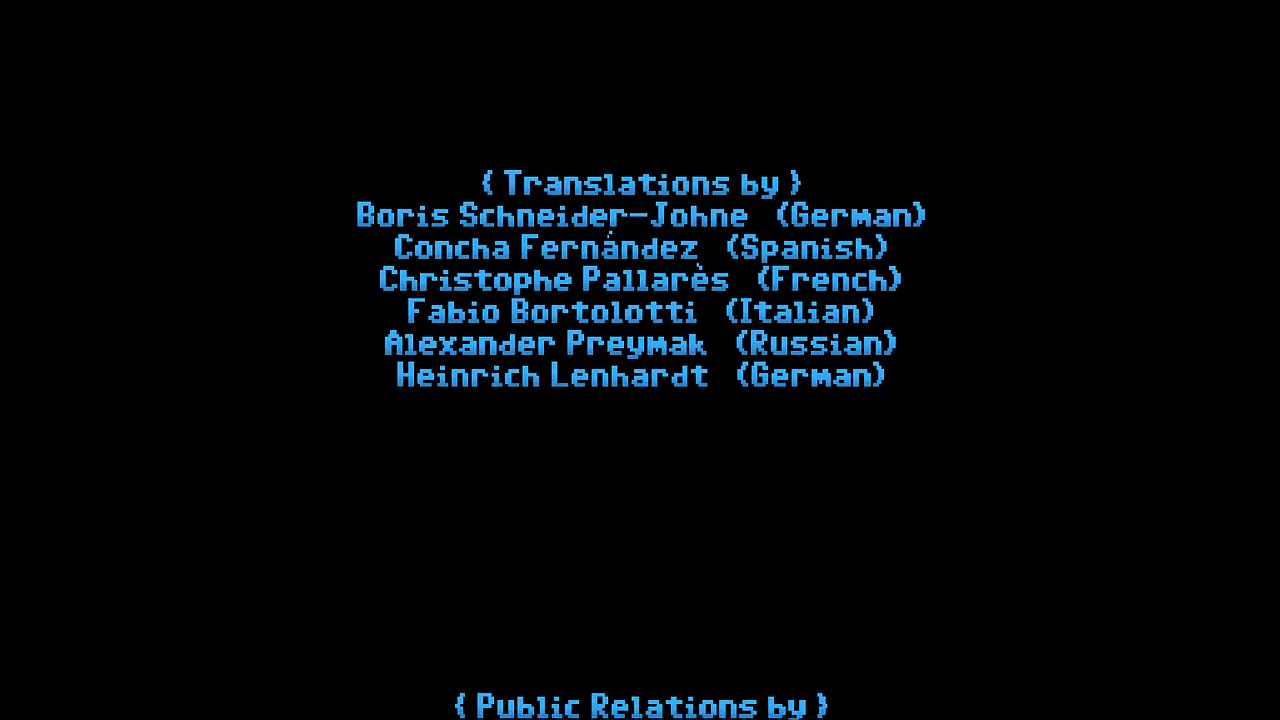 { Translations by }
Boris Schneider-Johne (German)
Concha Fernández (Spanish)
Christophe Pallarès (French)
Fabio Bortolotti (Italian)
Alexander Preymak (Russian)
Heinrich Lenhardt (German)
{ Public Relations by }